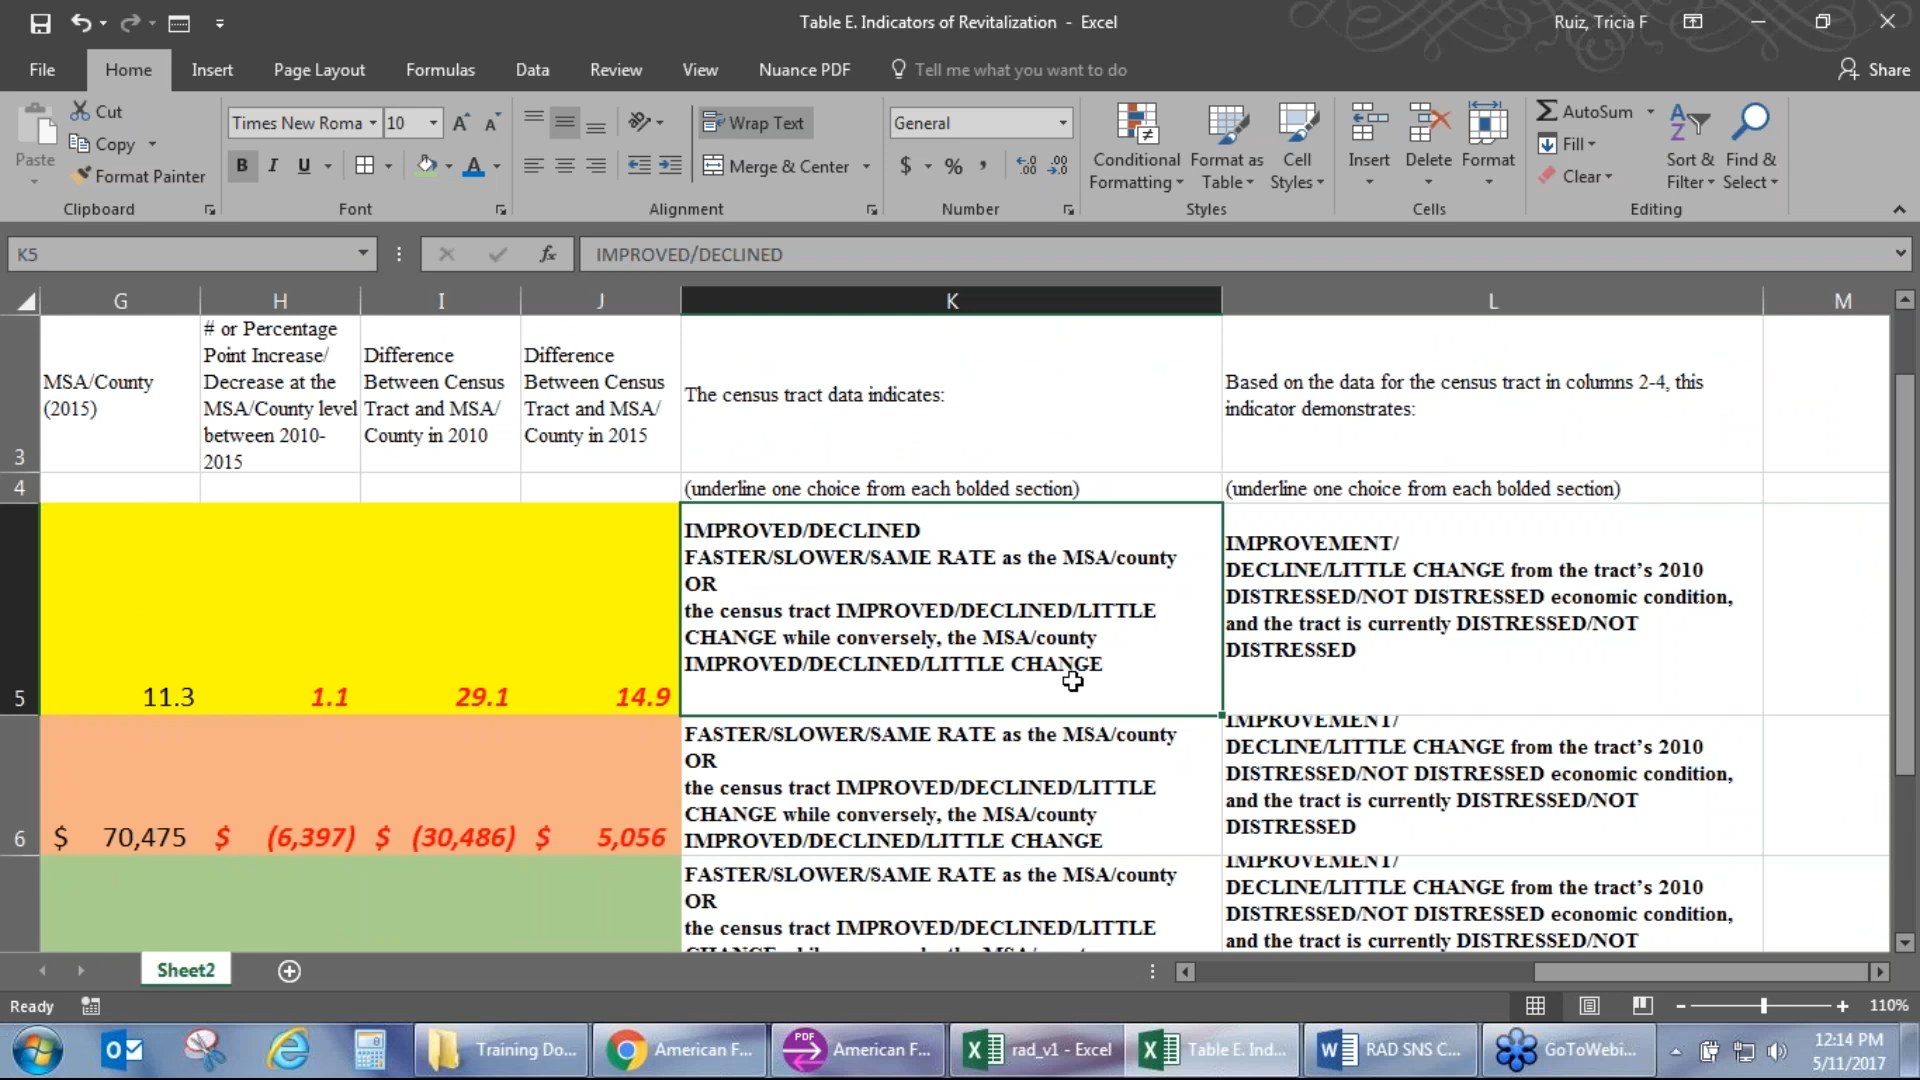 Table E. Indicators of Revitalization - Excel
Ruiz, Tricia F
File Home Insert Page Layout Formulas Data Review View Nuance PDF Tell me what you want to do Share
Cut
Copy
Format Painter
Paste
Clipboard
Times New Roma 10
B I U
Font
Wrap Text
Merge & Center
Alignment
General
$ % ,
Number
Conditional Formatting
Format as Table
Cell Styles
Styles
Insert Delete Format
Cells
AutoSum
Fill
Clear
Sort & Filter
Find & Select
Editing
K5 fx IMPROVED/DECLINED
G H I J K L M
3
MSA/County
(2015)
# or Percentage
Point Increase/
Decrease at the
MSA/County level
between 2010-
2015
Difference
Between Census
Tract and MSA/
County in 2010
Difference
Between Census
Tract and MSA/
County in 2015
The census tract data indicates:
Based on the data for the census tract in columns 2-4, this
indicator demonstrates:
4
(underline one choice from each bolded section)
(underline one choice from each bolded section)
5
11.3 1.1 29.1 14.9
IMPROVED/DECLINED
FASTER/SLOWER/SAME RATE as the MSA/county
OR
the census tract IMPROVED/DECLINED/LITTLE
CHANGE while conversely, the MSA/county
IMPROVED/DECLINED/LITTLE CHANGE
IMPROVEMENT/
DECLINE/LITTLE CHANGE from the tract’s 2010
DISTRESSED/NOT DISTRESSED economic condition,
and the tract is currently DISTRESSED/NOT
DISTRESSED
6
$ 70,475 $ (6,397) $ (30,486) $ 5,056
FASTER/SLOWER/SAME RATE as the MSA/county
OR
the census tract IMPROVED/DECLINED/LITTLE
CHANGE while conversely, the MSA/county
IMPROVED/DECLINED/LITTLE CHANGE
IMPROVEMENT/
DECLINE/LITTLE CHANGE from the tract’s 2010
DISTRESSED/NOT DISTRESSED economic condition,
and the tract is currently DISTRESSED/NOT
DISTRESSED
FASTER/SLOWER/SAME RATE as the MSA/county
OR
the census tract IMPROVED/DECLINED/LITTLE
IMPROVEMENT/
DECLINE/LITTLE CHANGE from the tract’s 2010
DISTRESSED/NOT DISTRESSED economic condition,
and the tract is currently DISTRESSED/NOT
Sheet2
Ready
110%
Training Do...
American F...
PDF
American F...
rad_v1 - Excel
Table E. Ind...
RAD SNS C...
GoToWebi...
12:14 PM
5/11/2017